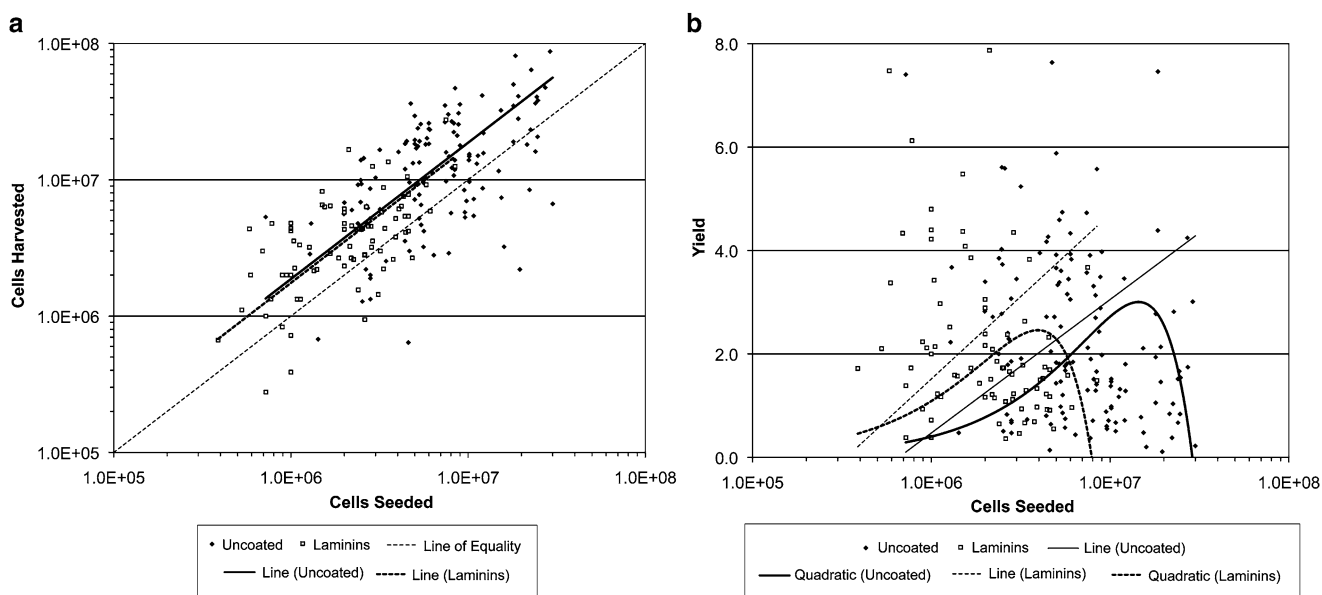 a
1.0E+08
1.0E+07
1.0E+06
1.0E+05
Cells Harvested
1.0E+05 1.0E+06 1.0E+07 1.0E+08
Cells Seeded
Uncoated Laminins Line of Equality
Line (Uncoated) Line (Laminins)
b
8.0
6.0
4.0
2.0
0.0
Yield
1.0E+05 1.0E+06 1.0E+07 1.0E+08
Cells Seeded
Uncoated Laminins Line (Uncoated)
Quadratic (Uncoated) Line (Laminins) Quadratic (Laminins)